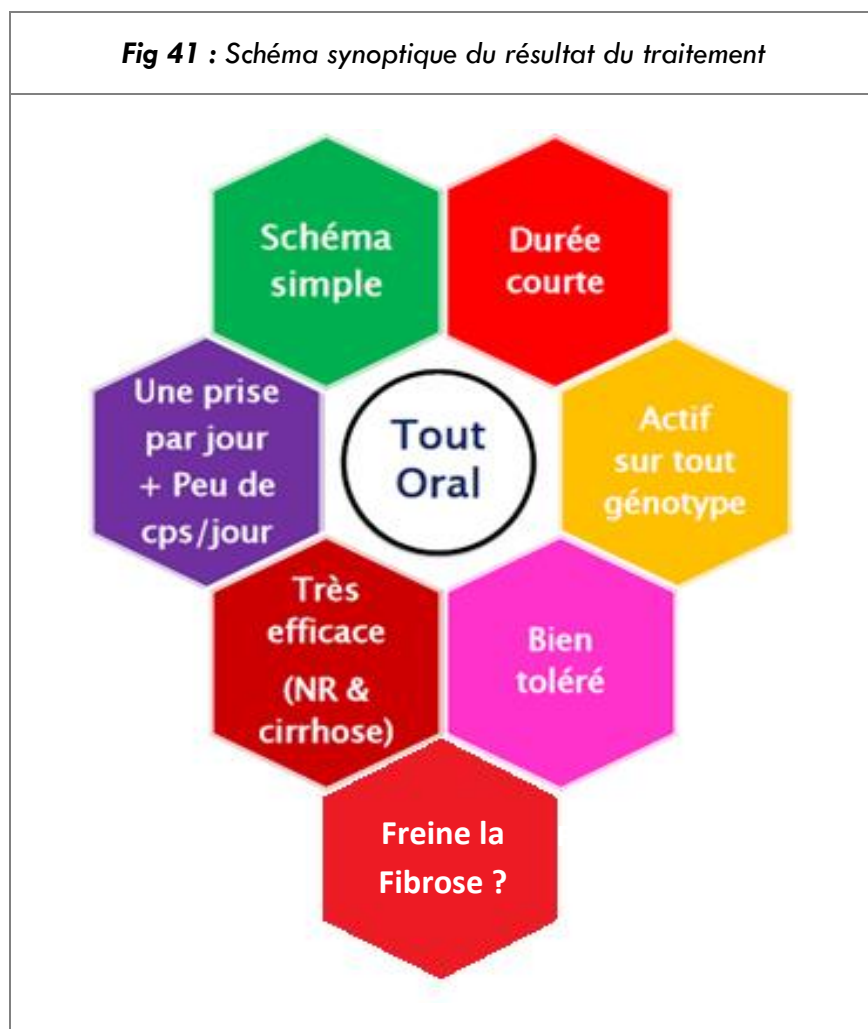 Fig 41 : Schéma synoptique du résultat du traitement
Schéma
simple
Durée
courte
Une prise
par jour
+ Peu de
cps/jour
Tout
Oral
Actif
sur tout
génotype
Très
efficace
(NR &
cirrhose)
Bien
toléré
Freine la
Fibrose ?